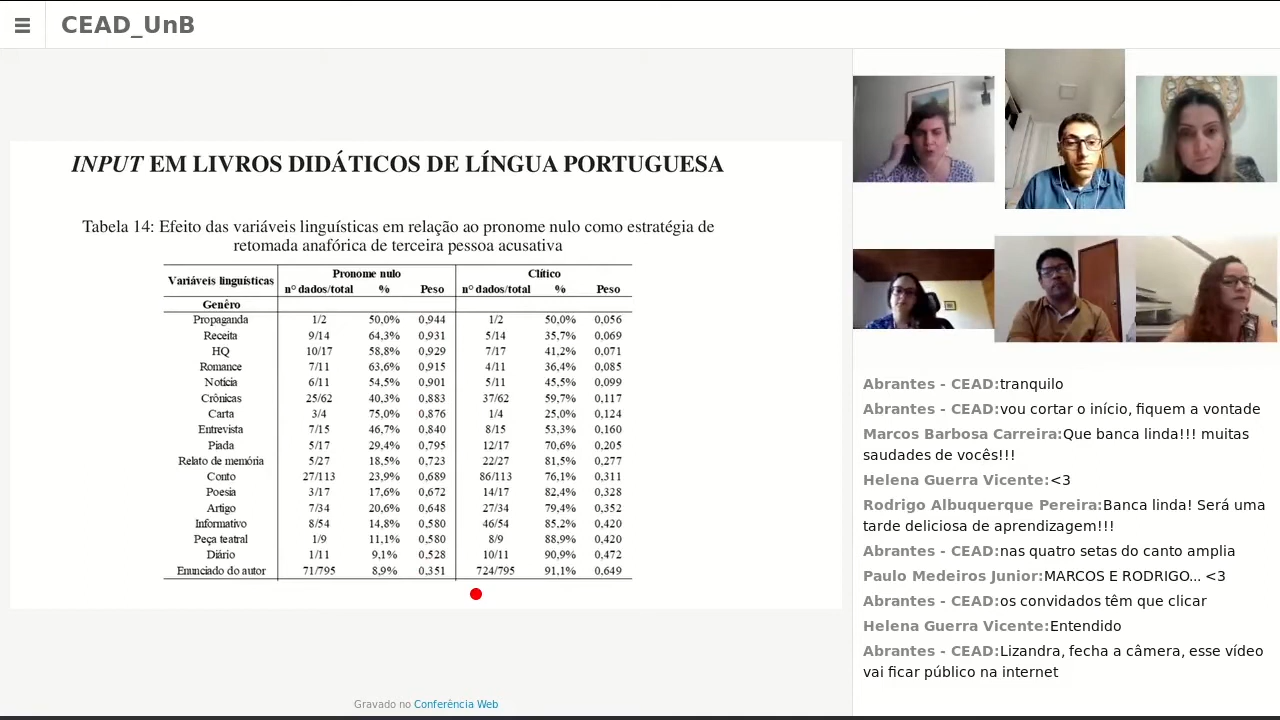 CEAD_UnB
INPUT EM LIVROS DIDÁTICOS DE LÍNGUA PORTUGUESA
Tabela 14: Efeito das variáveis linguísticas em relação ao pronome nulo como estratégia de
retomada anafórica de terceira pessoa acusativa
Variáveis linguísticas Pronome nulo Clítico
n° dados/total % Peso n° dados/total % Peso
Genêro
Propaganda 1/2 50,0% 0,944 1/2 50,0% 0,056
Receita 9/14 64,3% 0,931 5/14 35,7% 0,069
HQ 10/17 58,8% 0,929 7/17 41,2% 0,071
Romance 7/11 63,6% 0,915 4/11 36,4% 0,085
Notícia 6/11 54,5% 0,901 5/11 45,5% 0,099
Crônicas 25/62 40,3% 0,883 37/62 59,7% 0,117
Carta 3/4 75,0% 0,876 1/4 25,0% 0,124
Entrevista 7/15 46,7% 0,840 8/15 53,3% 0,160
Piada 5/17 29,4% 0,795 12/17 70,6% 0,205
Relato de memória 5/27 18,5% 0,723 22/27 81,5% 0,277
Conto 27/113 23,9% 0,689 86/113 76,1% 0,311
Poesia 3/17 17,6% 0,672 14/17 82,4% 0,328
Artigo 7/34 20,6% 0,648 27/34 79,4% 0,352
Informativo 8/54 14,8% 0,580 46/54 85,2% 0,420
Peça teatral 1/9 11,1% 0,580 8/9 88,9% 0,420
Diário 1/11 9,1% 0,528 10/11 90,9% 0,472
Enunciado do autor 71/795 8,9% 0,351 724/795 91,1% 0,649
Gravado no Conferência Web
Abrantes - CEAD:tranquilo
Abrantes - CEAD:vou cortar o início, fiquem a vontade
Marcos Barbosa Carreira:Que banca linda!!! muitas
saudades de vocês!!!
Helena Guerra Vicente:<3
Rodrigo Albuquerque Pereira:Banca linda! Será uma
tarde deliciosa de aprendizagem!!!
Abrantes - CEAD:nas quatro setas do canto amplia
Paulo Medeiros Junior:MARCOS E RODRIGO... <3
Abrantes - CEAD:os convidados têm que clicar
Helena Guerra Vicente:Entendido
Abrantes - CEAD:Lizandra, fecha a câmera, esse vídeo
vai ficar público na internet